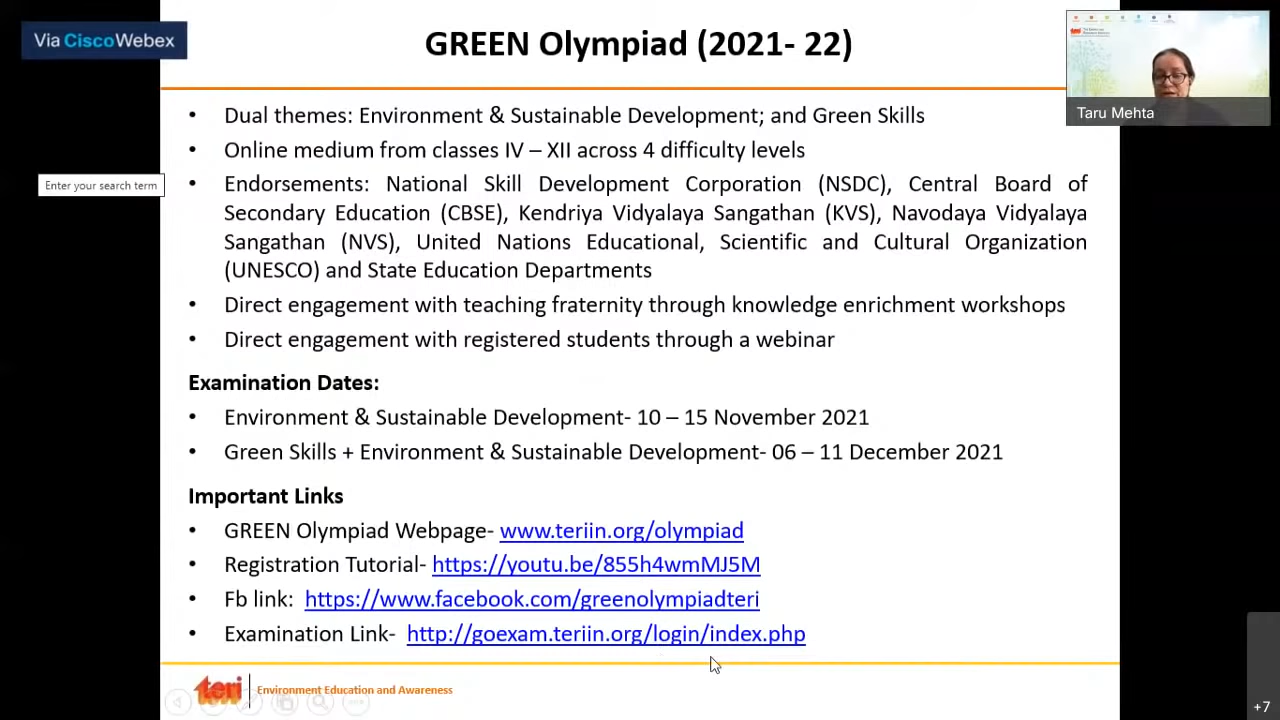 Via CiscoWebex
GREEN Olympiad (2021- 22)
Taru Mehta
• Dual themes: Environment & Sustainable Development; and Green Skills
• Online medium from classes IV – XII across 4 difficulty levels
Enter your search term
• Endorsements: National Skill Development Corporation (NSDC), Central Board of
Secondary Education (CBSE), Kendriya Vidyalaya Sangathan (KVS), Navodaya Vidyalaya
Sangathan (NVS), United Nations Educational, Scientific and Cultural Organization
(UNESCO) and State Education Departments
• Direct engagement with teaching fraternity through knowledge enrichment workshops
• Direct engagement with registered students through a webinar
Examination Dates:
• Environment & Sustainable Development- 10 – 15 November 2021
• Green Skills + Environment & Sustainable Development- 06 – 11 December 2021
Important Links
• GREEN Olympiad Webpage- www.teriin.org/olympiad
• Registration Tutorial- https://youtu.be/855h4wmMJ5M
• Fb link: https://www.facebook.com/greenolympiadteri
• Examination Link- http://goexam.teriin.org/login/index.php
teri
Environment Education and Awareness
+7